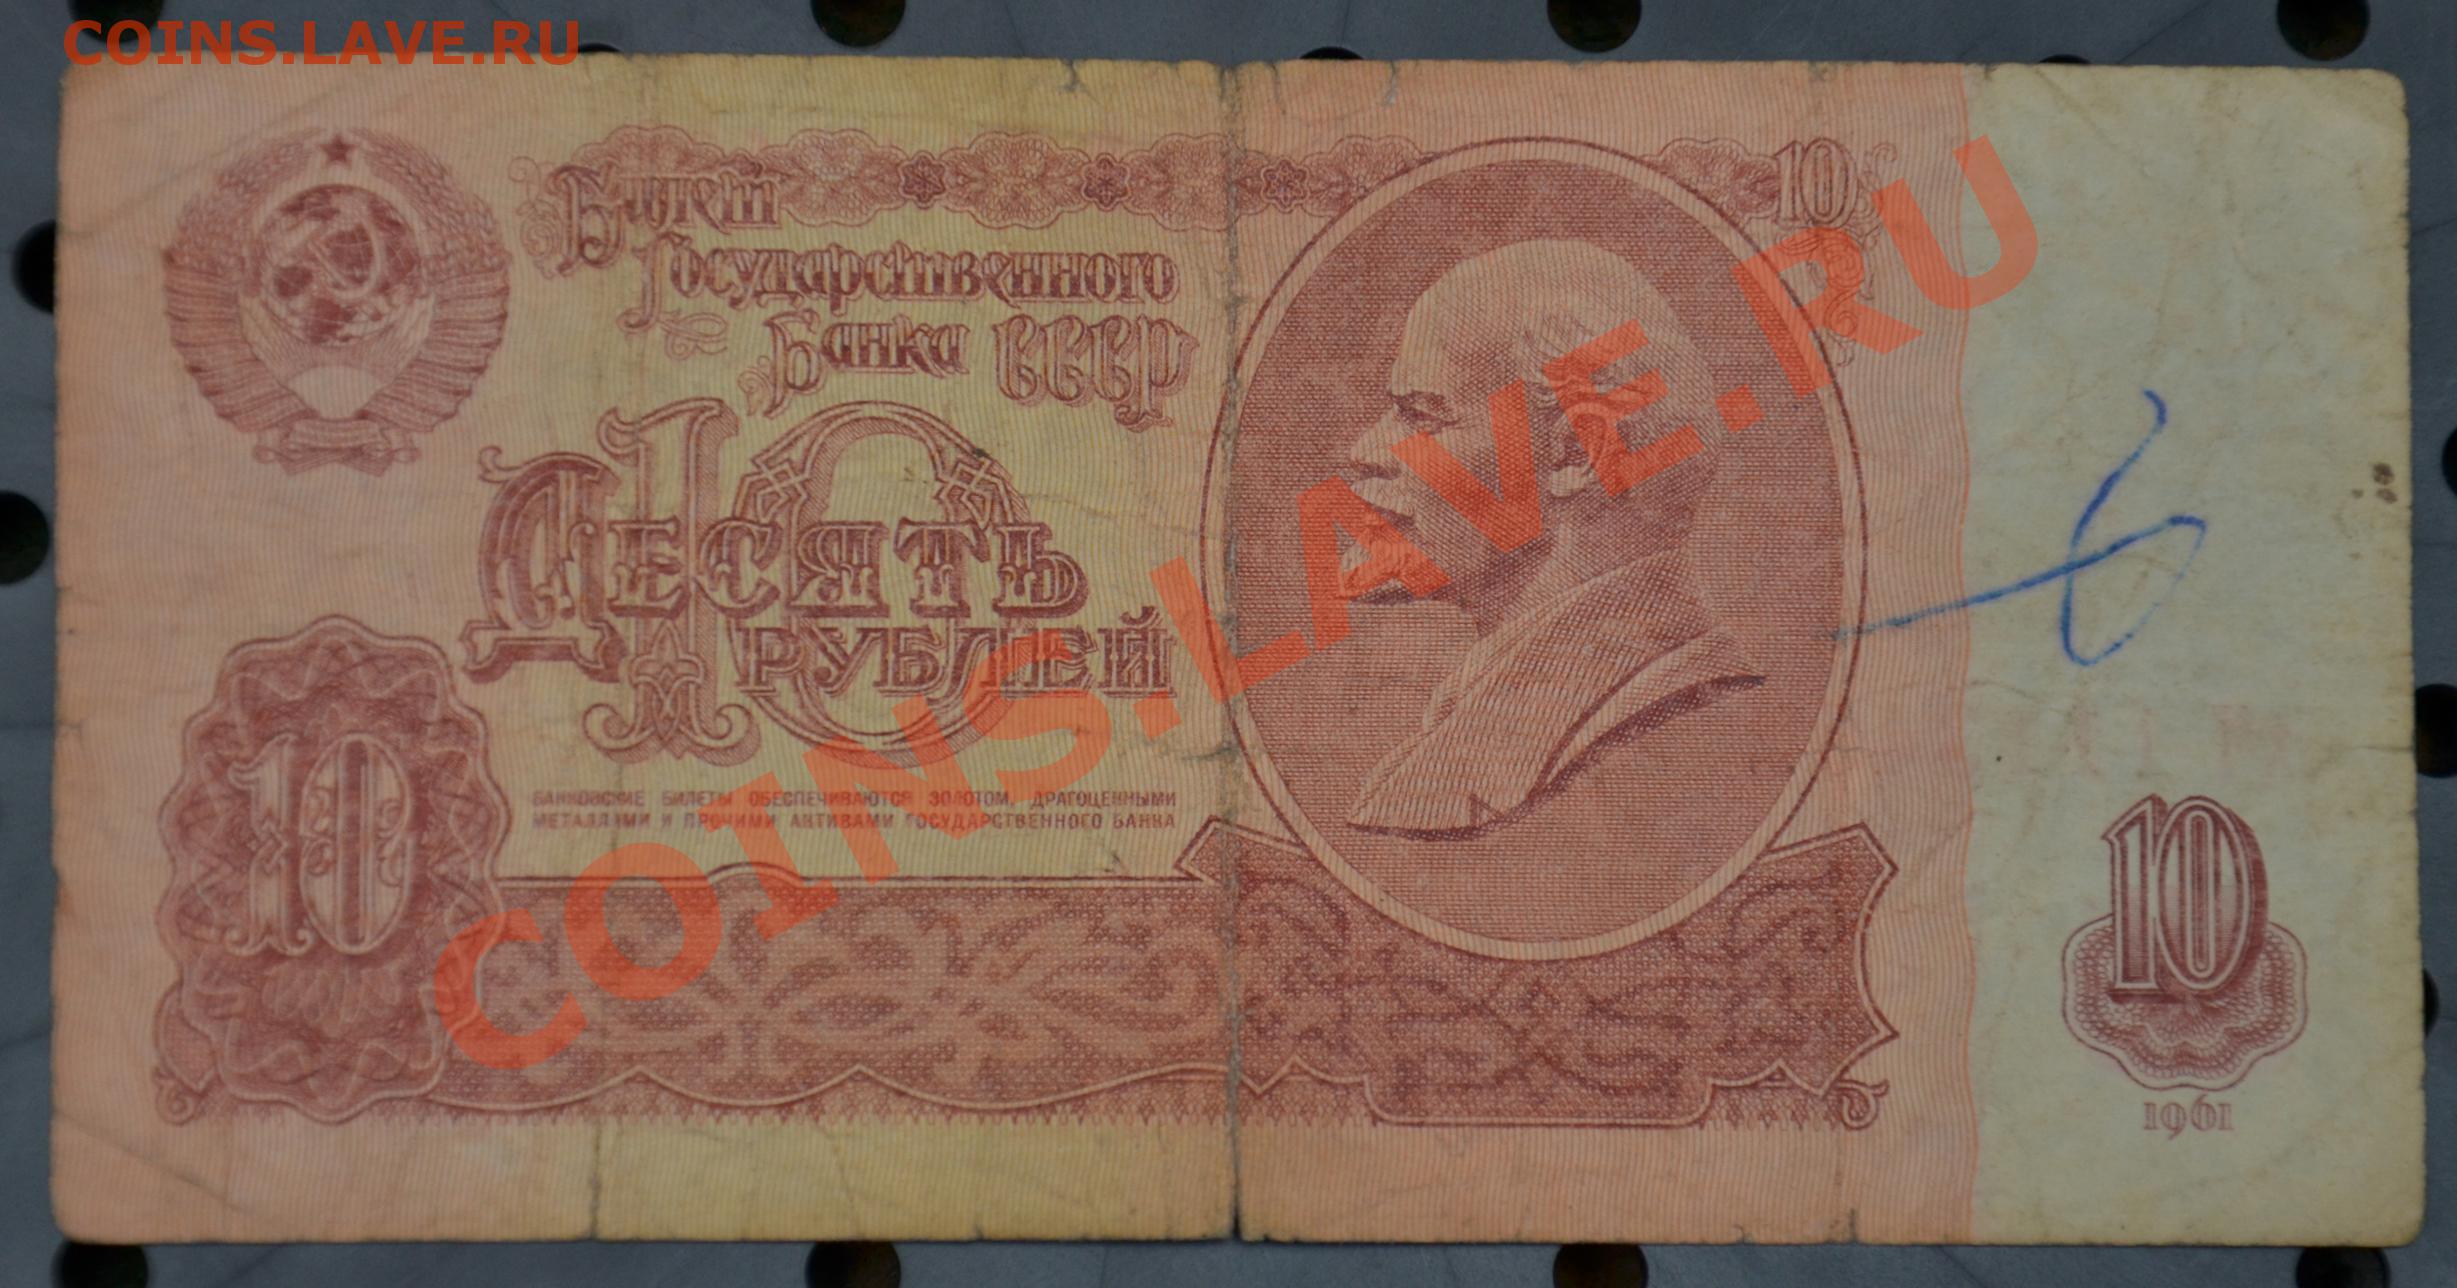 COINS.LAVE.RU
Билет
Государственного
Банка СССР
10
10
Десять
рублей
10
БАНКОВСКИЕ БИЛЕТЫ ОБЕСПЕЧИВАЮТСЯ ЗОЛОТОМ, ДРАГОЦЕННЫМИ
МЕТАЛЛАМИ И ПРОЧИМИ АКТИВАМИ ГОСУДАРСТВЕННОГО БАНКА
COINS.LAVE.RU
10
1961